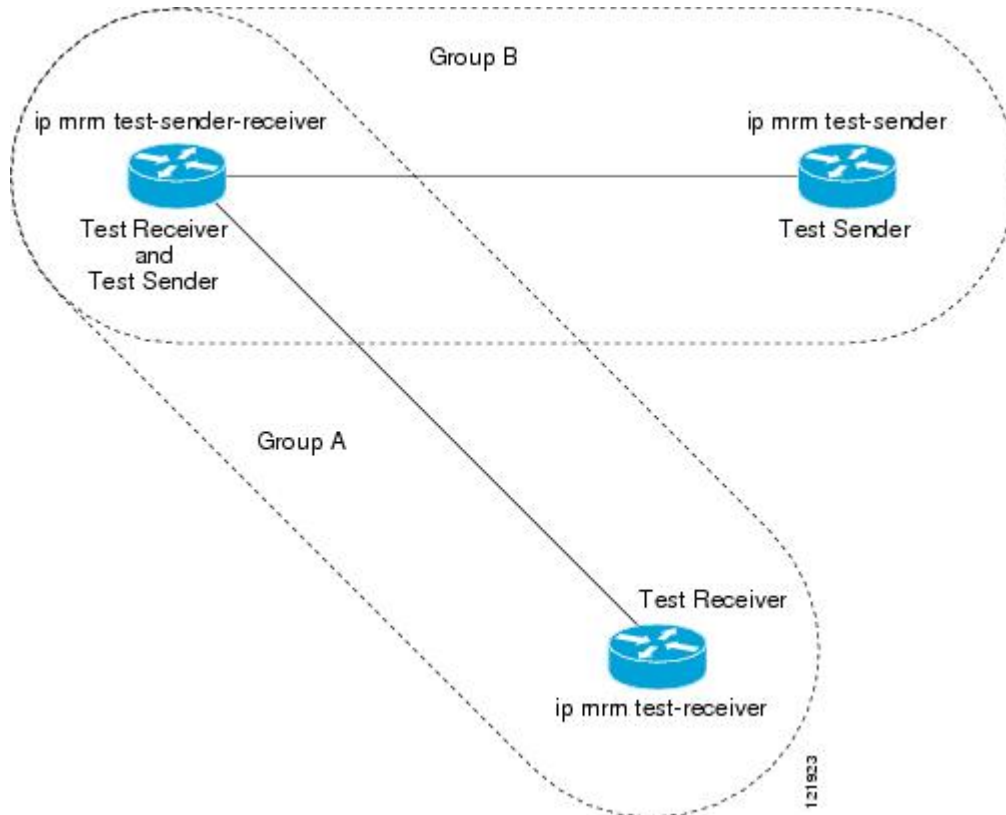 Group B
ip mrm test-sender-receiver
ip mrm test-sender
Test Receiver
and
Test Sender
Test Sender
Group A
Test Receiver
ip mrm test-receiver
121923